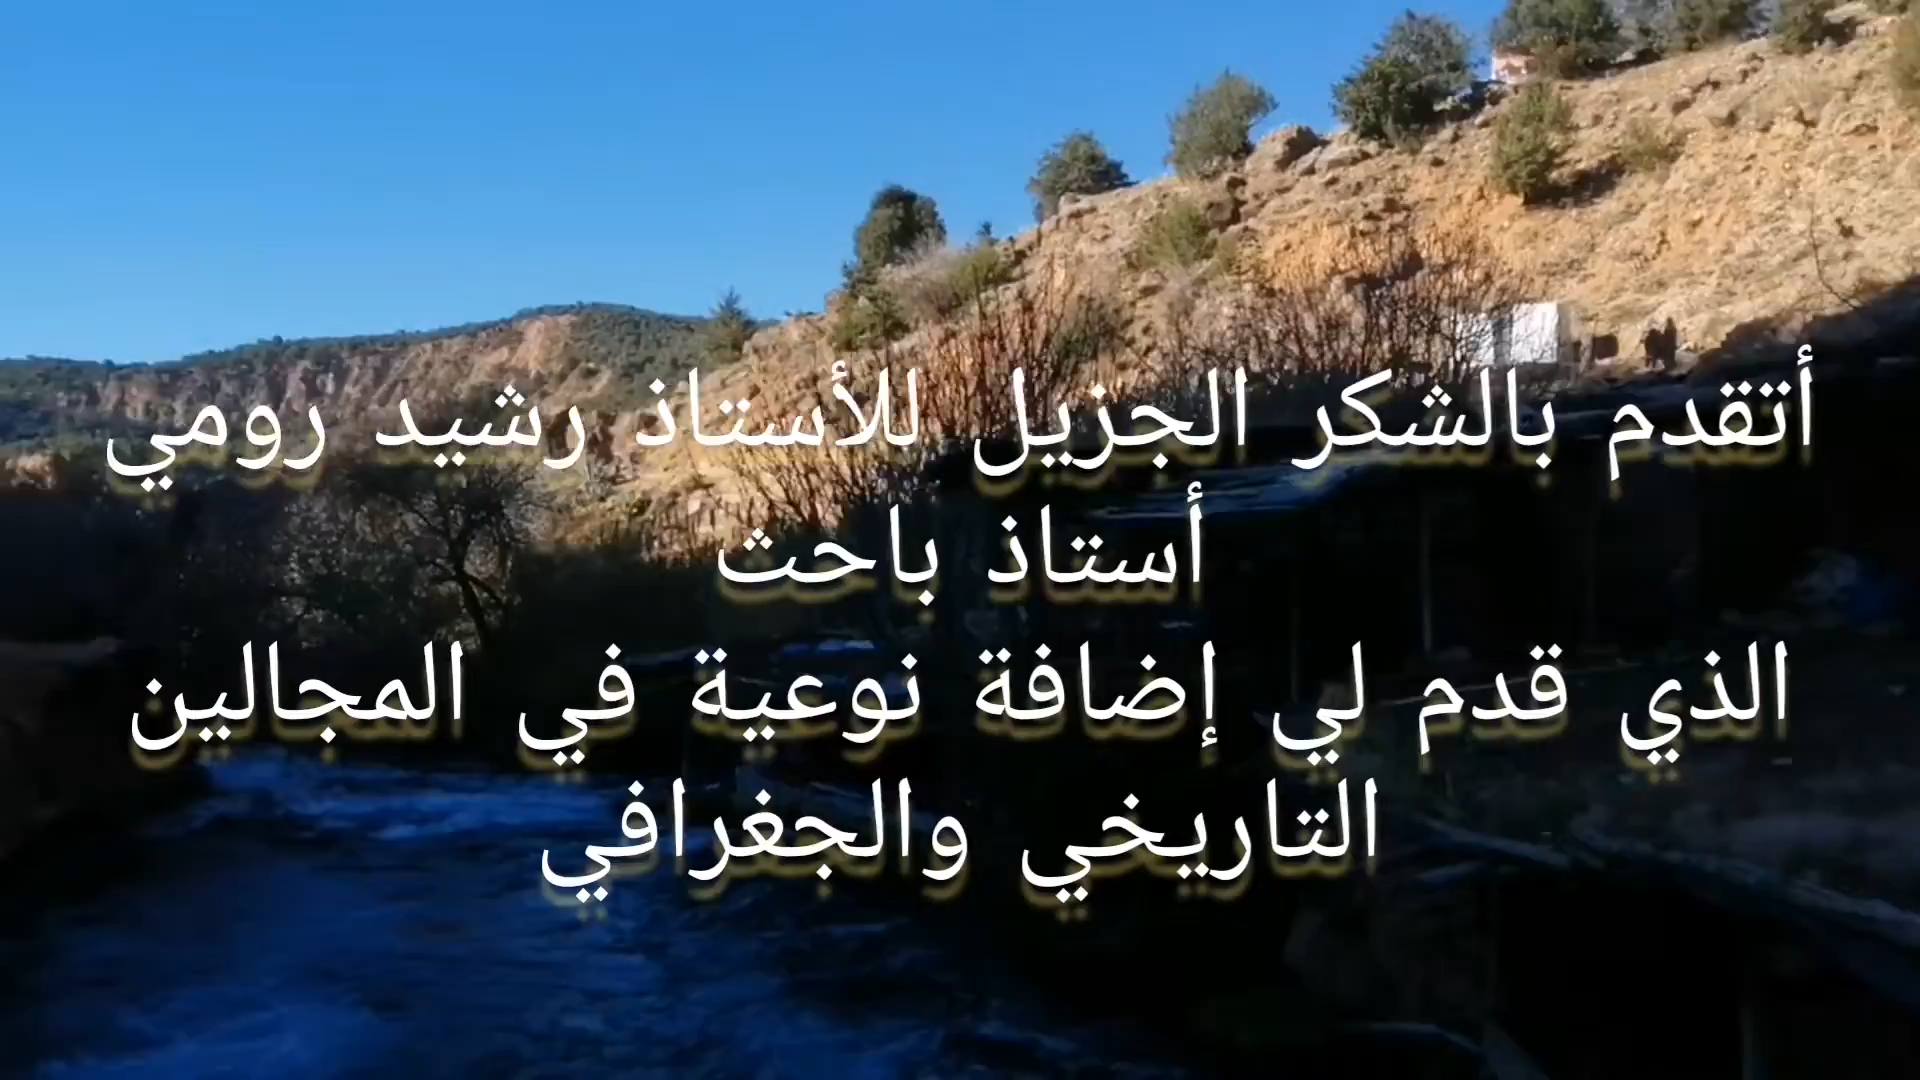 أتقدم بالشكر الجزيل للأستاذ رشيد رومي
أستاذ باحث
الذي قدم لي إضافة نوعية في المجالين
التاريخي والجغرافي